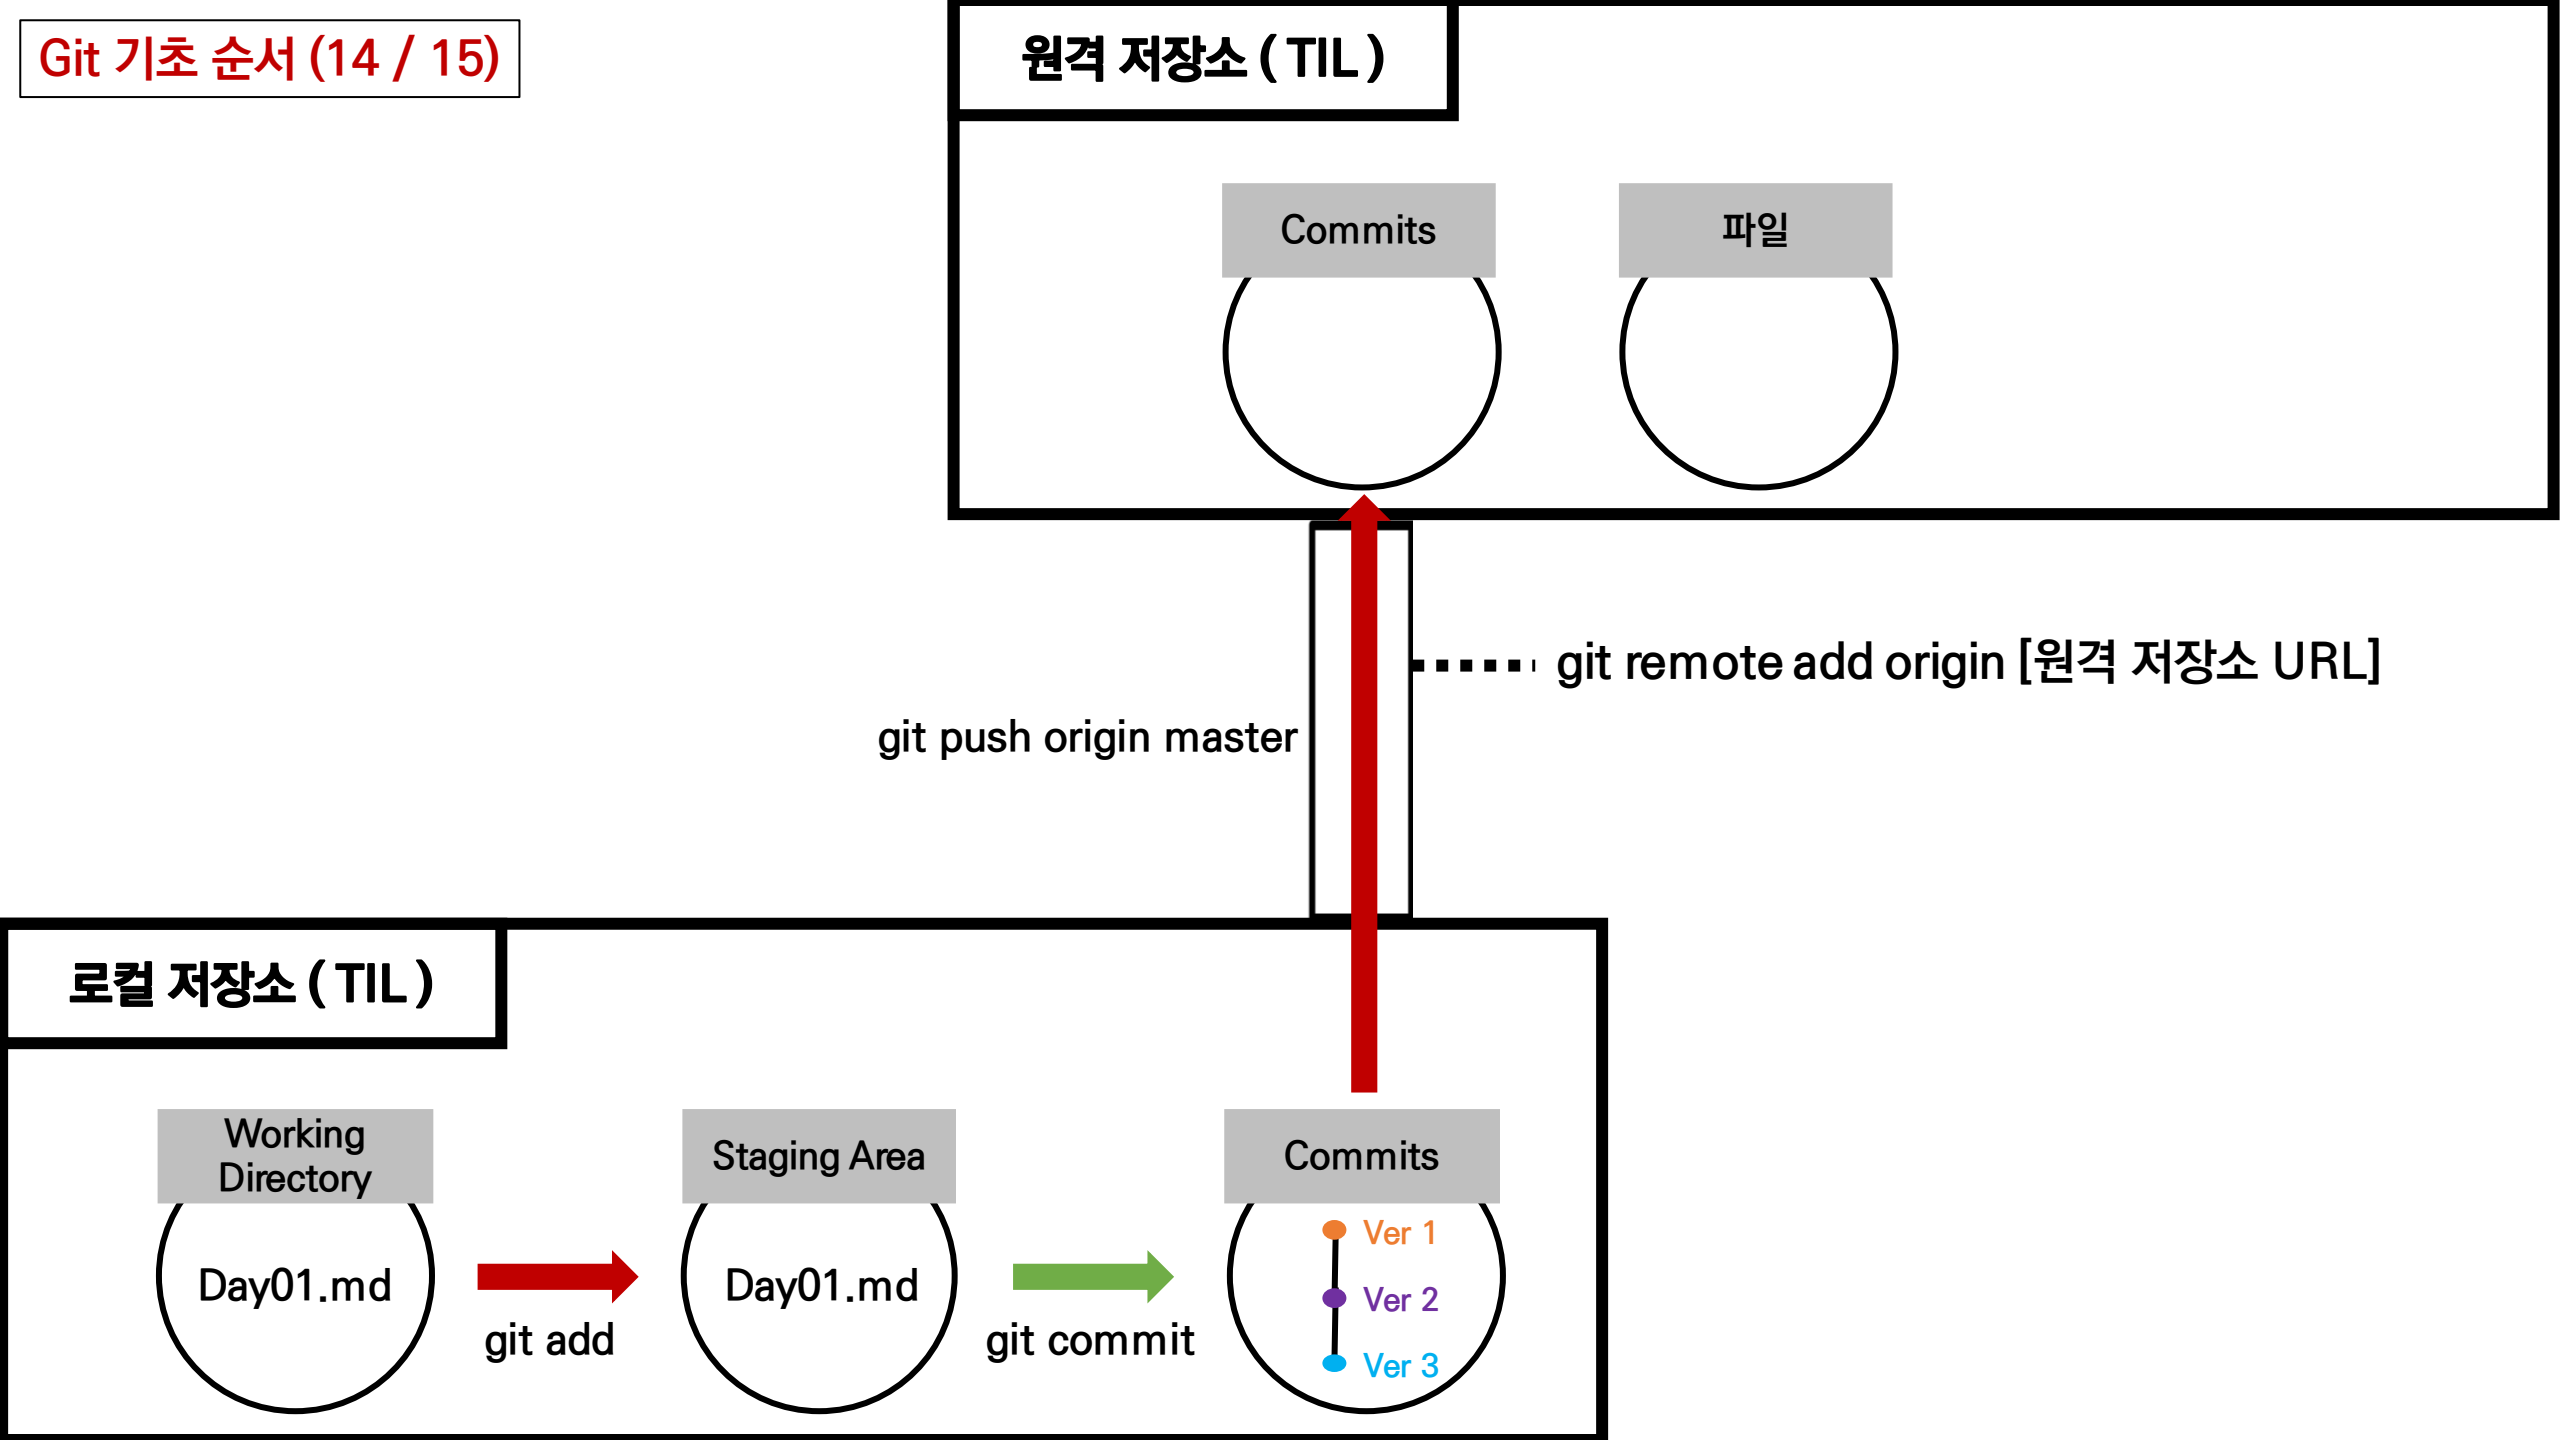 Git 기초 순서 (14 / 15)
원격 저장소 ( TIL )
Commits
파일
git remote add origin [원격 저장소 URL]
git push origin master
로컬 저장소 ( TIL )
Working
Directory
Staging Area
Commits
Day01.md
git add
Day01.md
git commit
Ver 1
Ver 2
Ver 3